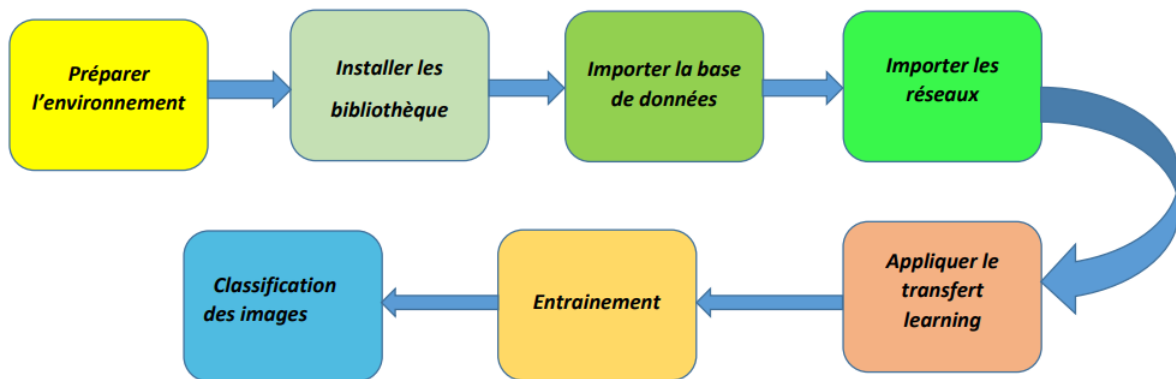 Préparer
l’environnement
Installer les
bibliothèque
Importer la base
de données
Importer les
réseaux
Appliquer le
transfert
learning
Entrainement
Classification
des images